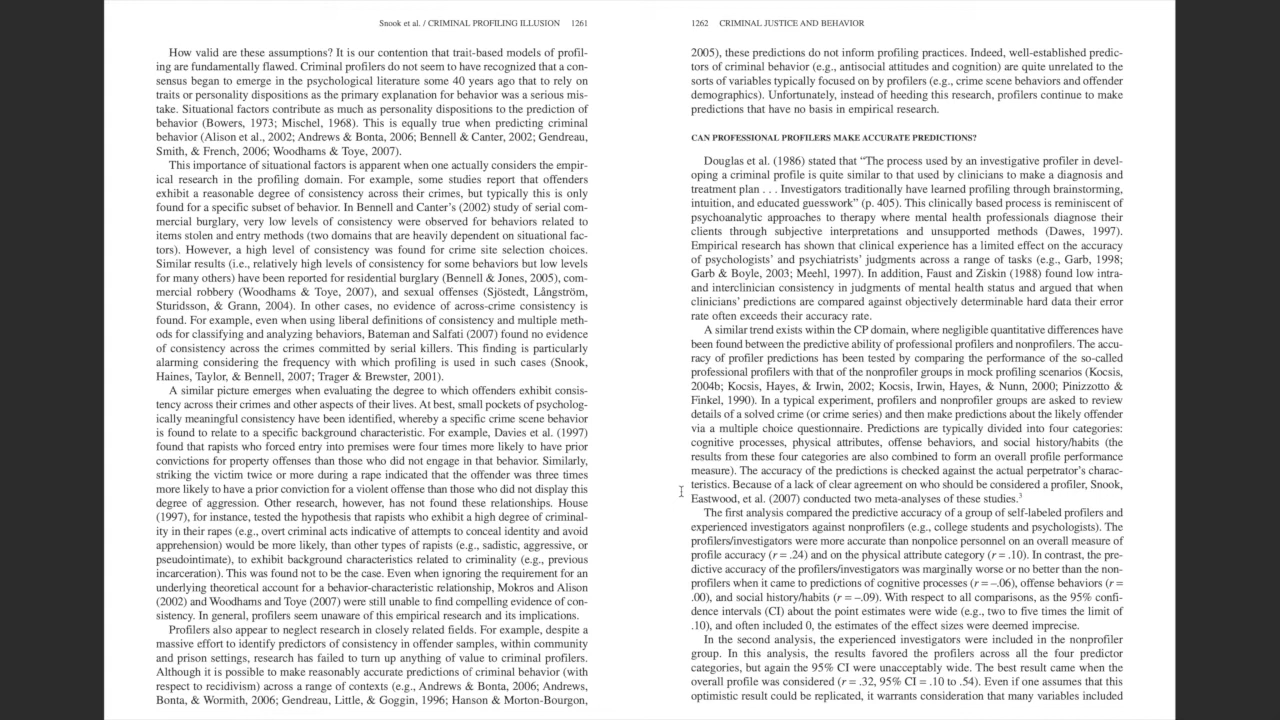 Snook et al. / CRIMINAL PROFILING ILLUSION 1261
How valid are these assumptions? It is our contention that trait-based models of profil-
ing are fundamentally flawed. Criminal profilers do not seem to have recognized that a con-
sensus began to emerge in the psychological literature some 40 years ago that to rely on
traits or personality dispositions as the primary explanation for behavior was a serious mis-
take. Situational factors contribute as much as personality dispositions to the prediction of
behavior (Bowers, 1973; Mischel, 1968). This is equally true when predicting criminal
behavior (Alison et al., 2002; Andrews & Bonta, 2006; Bennell & Canter, 2002; Gendreau,
Smith, & French, 2006; Woodhams & Toye, 2007).
This importance of situational factors is apparent when one actually considers the empir-
ical research in the profiling domain. For example, some studies report that offenders
exhibit a reasonable degree of consistency across their crimes, but typically this is only
found for a specific subset of behavior. In Bennell and Canter's (2002) study of serial com-
mercial burglary, very low levels of consistency were observed for behaviors related to
items stolen and entry methods (two domains that are heavily dependent on situational fac-
tors). However, a high level of consistency was found for crime site selection choices.
Similar results (i.e., relatively high levels of consistency for some behaviors but low levels
for many others) have been reported for residential burglary (Bennell & Jones, 2005), com-
mercial robbery (Woodhams & Toye, 2007), and sexual offenses (Sjöstedt, Långström,
Sturidsson, & Grann, 2004). In other cases, no evidence of across-crime consistency is
found. For example, even when using liberal definitions of consistency and multiple meth-
ods for classifying and analyzing behaviors, Bateman and Salfati (2007) found no evidence
of consistency across the crimes committed by serial killers. This finding is particularly
alarming considering the frequency with which profiling is used in such cases (Snook,
Haines, Taylor, & Bennell, 2007; Trager & Brewster, 2001).
A similar picture emerges when evaluating the degree to which offenders exhibit consis-
tency across their crimes and other aspects of their lives. At best, small pockets of psycholog-
ically meaningful consistency have been identified, whereby a specific crime scene behavior
is found to relate to a specific background characteristic. For example, Davies et al. (1997)
found that rapists who forced entry into premises were four times more likely to have prior
convictions for property offenses than those who did not engage in that behavior. Similarly,
striking the victim twice or more during a rape indicated that the offender was three times
more likely to have a prior conviction for a violent offense than those who did not display this
degree of aggression. Other research, however, has not found these relationships. House
(1997), for instance, tested the hypothesis that rapists who exhibit a high degree of criminal-
ity in their rapes (e.g., overt criminal acts indicative of attempts to conceal identity and avoid
apprehension) would be more likely, than other types of rapists (e.g., sadistic, aggressive, or
pseudointimate), to exhibit background characteristics related to criminality (e.g., previous
incarceration). This was found not to be the case. Even when ignoring the requirement for an
underlying theoretical account for a behavior-characteristic relationship, Mokros and Alison
(2002) and Woodhams and Toye (2007) were still unable to find compelling evidence of con-
sistency. In general, profilers seem unaware of this empirical research and its implications.
Profilers also appear to neglect research in closely related fields. For example, despite a
massive effort to identify predictors of consistency in offender samples, within community
and prison settings, research has failed to turn up anything of value to criminal profilers.
Although it is possible to make reasonably accurate predictions of criminal behavior (with
respect to recidivism) across a range of contexts (e.g., Andrews & Bonta, 2006; Andrews,
Bonta, & Wormith, 2006; Gendreau, Little, & Goggin, 1996; Hanson & Morton-Bourgon,
1262 CRIMINAL JUSTICE AND BEHAVIOR
2005), these predictions do not inform profiling practices. Indeed, well-established predic-
tors of criminal behavior (e.g., antisocial attitudes and cognition) are quite unrelated to the
sorts of variables typically focused on by profilers (e.g., crime scene behaviors and offender
demographics). Unfortunately, instead of heeding this research, profilers continue to make
predictions that have no basis in empirical research.
CAN PROFESSIONAL PROFILERS MAKE ACCURATE PREDICTIONS?
Douglas et al. (1986) stated that “The process used by an investigative profiler in devel-
oping a criminal profile is quite similar to that used by clinicians to make a diagnosis and
treatment plan . . . Investigators traditionally have learned profiling through brainstorming,
intuition, and educated guesswork” (p. 405). This clinically based process is reminiscent of
psychoanalytic approaches to therapy where mental health professionals diagnose their
clients through subjective interpretations and unsupported methods (Dawes, 1997).
Empirical research has shown that clinical experience has a limited effect on the accuracy
of psychologists' and psychiatrists' judgments across a range of tasks (e.g., Garb, 1998;
Garb & Boyle, 2003; Meehl, 1997). In addition, Faust and Ziskin (1988) found low intra-
and interclinician consistency in judgments of mental health status and argued that when
clinicians' predictions are compared against objectively determinable hard data their error
rate often exceeds their accuracy rate.
A similar trend exists within the CP domain, where negligible quantitative differences have
been found between the predictive ability of professional profilers and nonprofilers. The accu-
racy of profiler predictions has been tested by comparing the performance of the so-called
professional profilers with that of the nonprofiler groups in mock profiling scenarios (Kocsis,
2004b; Kocsis, Hayes, & Irwin, 2002; Kocsis, Irwin, Hayes, & Nunn, 2000; Pinizzotto &
Finkel, 1990). In a typical experiment, profilers and nonprofiler groups are asked to review
details of a solved crime (or crime series) and then make predictions about the likely offender
via a multiple choice questionnaire. Predictions are typically divided into four categories:
cognitive processes, physical attributes, offense behaviors, and social history/habits (the
results from these four categories are also combined to form an overall profile performance
measure). The accuracy of the predictions is checked against the actual perpetrator's charac-
teristics. Because of a lack of clear agreement on who should be considered a profiler, Snook,
Eastwood, et al. (2007) conducted two meta-analyses of these studies.³
The first analysis compared the predictive accuracy of a group of self-labeled profilers and
experienced investigators against nonprofilers (e.g., college students and psychologists). The
profilers/investigators were more accurate than nonpolice personnel on an overall measure of
profile accuracy (r = .24) and on the physical attribute category (r = .10). In contrast, the pre-
dictive accuracy of the profilers/investigators was marginally worse or no better than the non-
profilers when it came to predictions of cognitive processes (r = –.06), offense behaviors (r =
.00), and social history/habits (r = –.09). With respect to all comparisons, as the 95% confi-
dence intervals (CI) about the point estimates were wide (e.g., two to five times the limit of
.10), and often included 0, the estimates of the effect sizes were deemed imprecise.
In the second analysis, the experienced investigators were included in the nonprofiler
group. In this analysis, the results favored the profilers across all the four predictor
categories, but again the 95% CI were unacceptably wide. The best result came when the
overall profile was considered (r = .32, 95% CI = .10 to .54). Even if one assumes that this
optimistic result could be replicated, it warrants consideration that many variables included